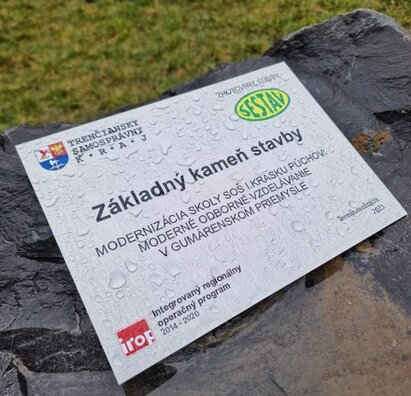 TRENČIANSKY
SAMOSPRÁVNY
K • R • A • J
ZHOTOVITEĽ STAVBY
SESTAV
Základný kameň stavby
MODERNIZÁCIA ŠKOLY SOŠ I.KRASKU PÚCHOV:
MODERNÉ ODBORNÉ VZDELÁVANIE
V GUMÁRENSKOM PRIEMYSLE
Termín realizácie
2023
irop
Integrovaný regionálny
operačný program
2014 - 2020